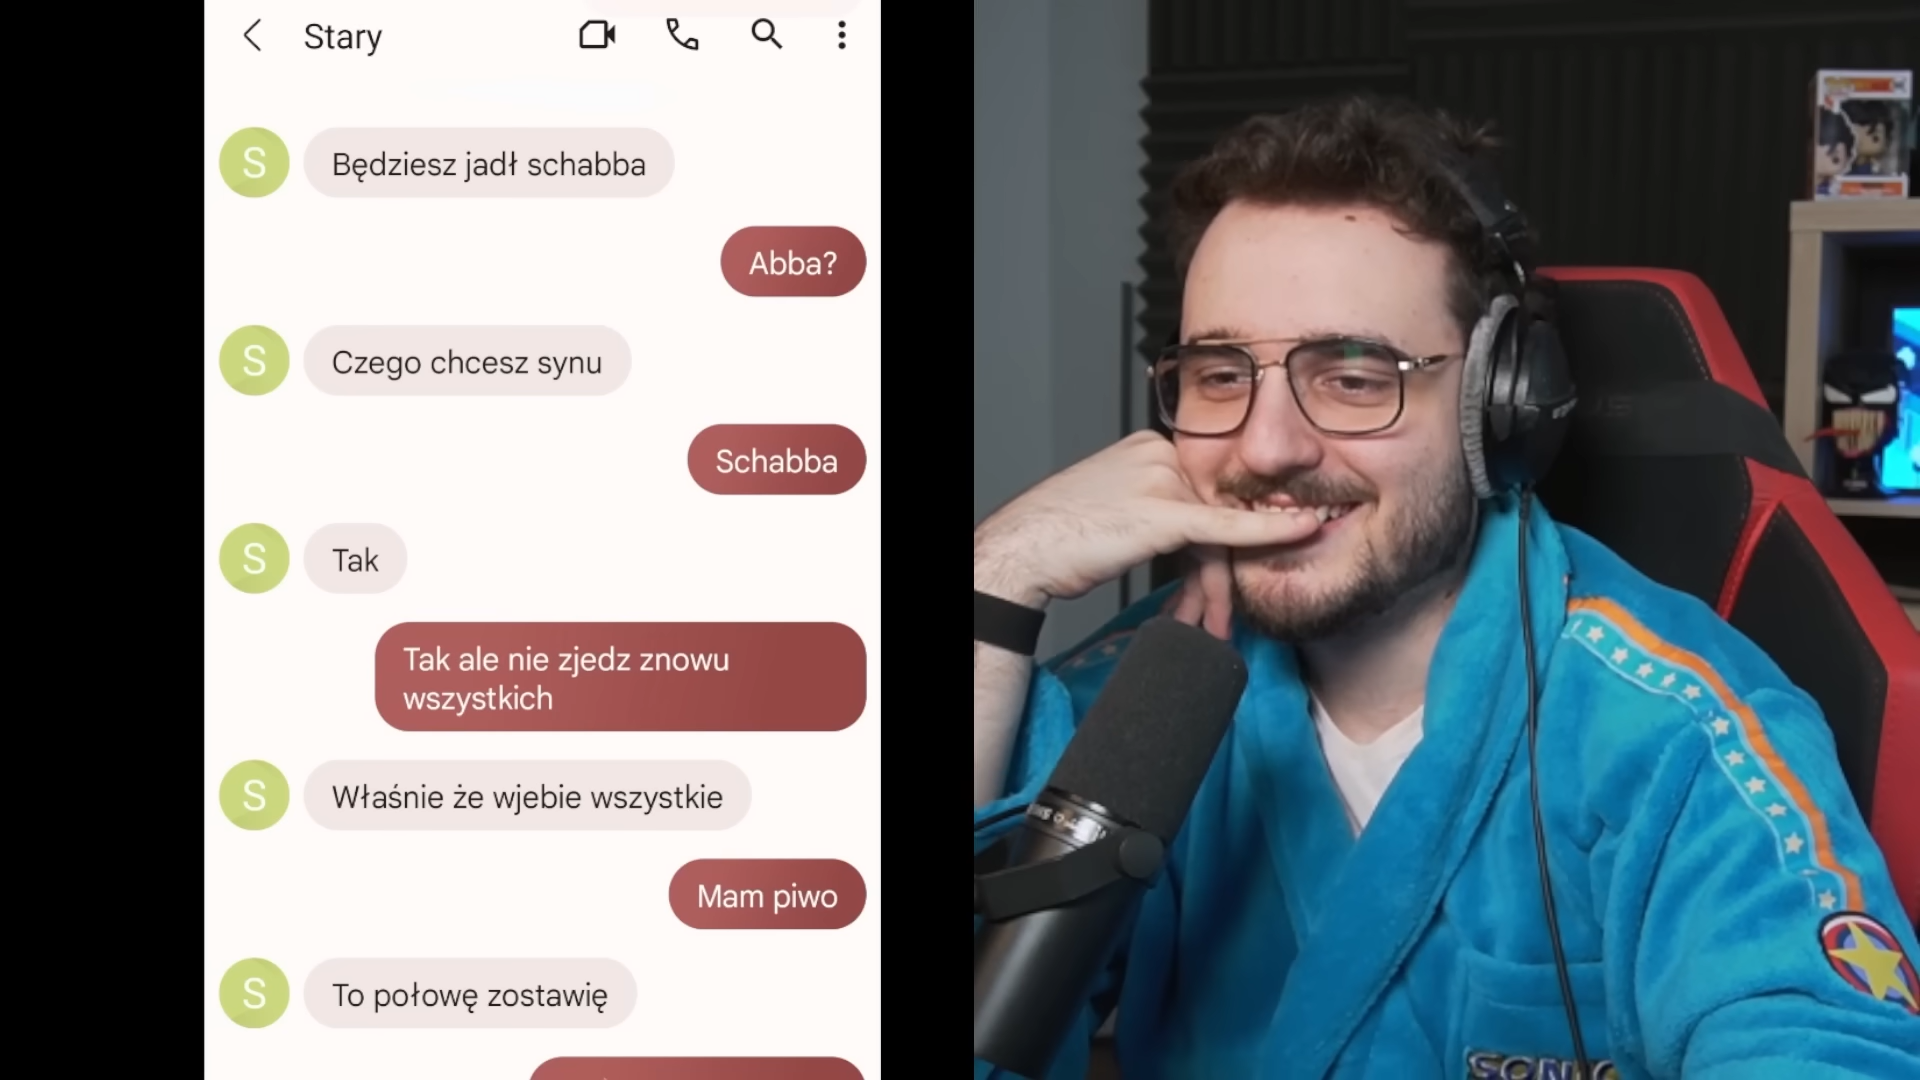 Stary
S
Będziesz jadł schabba
Abba?
S
Czego chcesz synu
Schabba
S
Tak
Tak ale nie zjedz znowu
wszystkich
S
Właśnie że wjebie wszystkie
Mam piwo
S
To połowę zostawię
SONIC